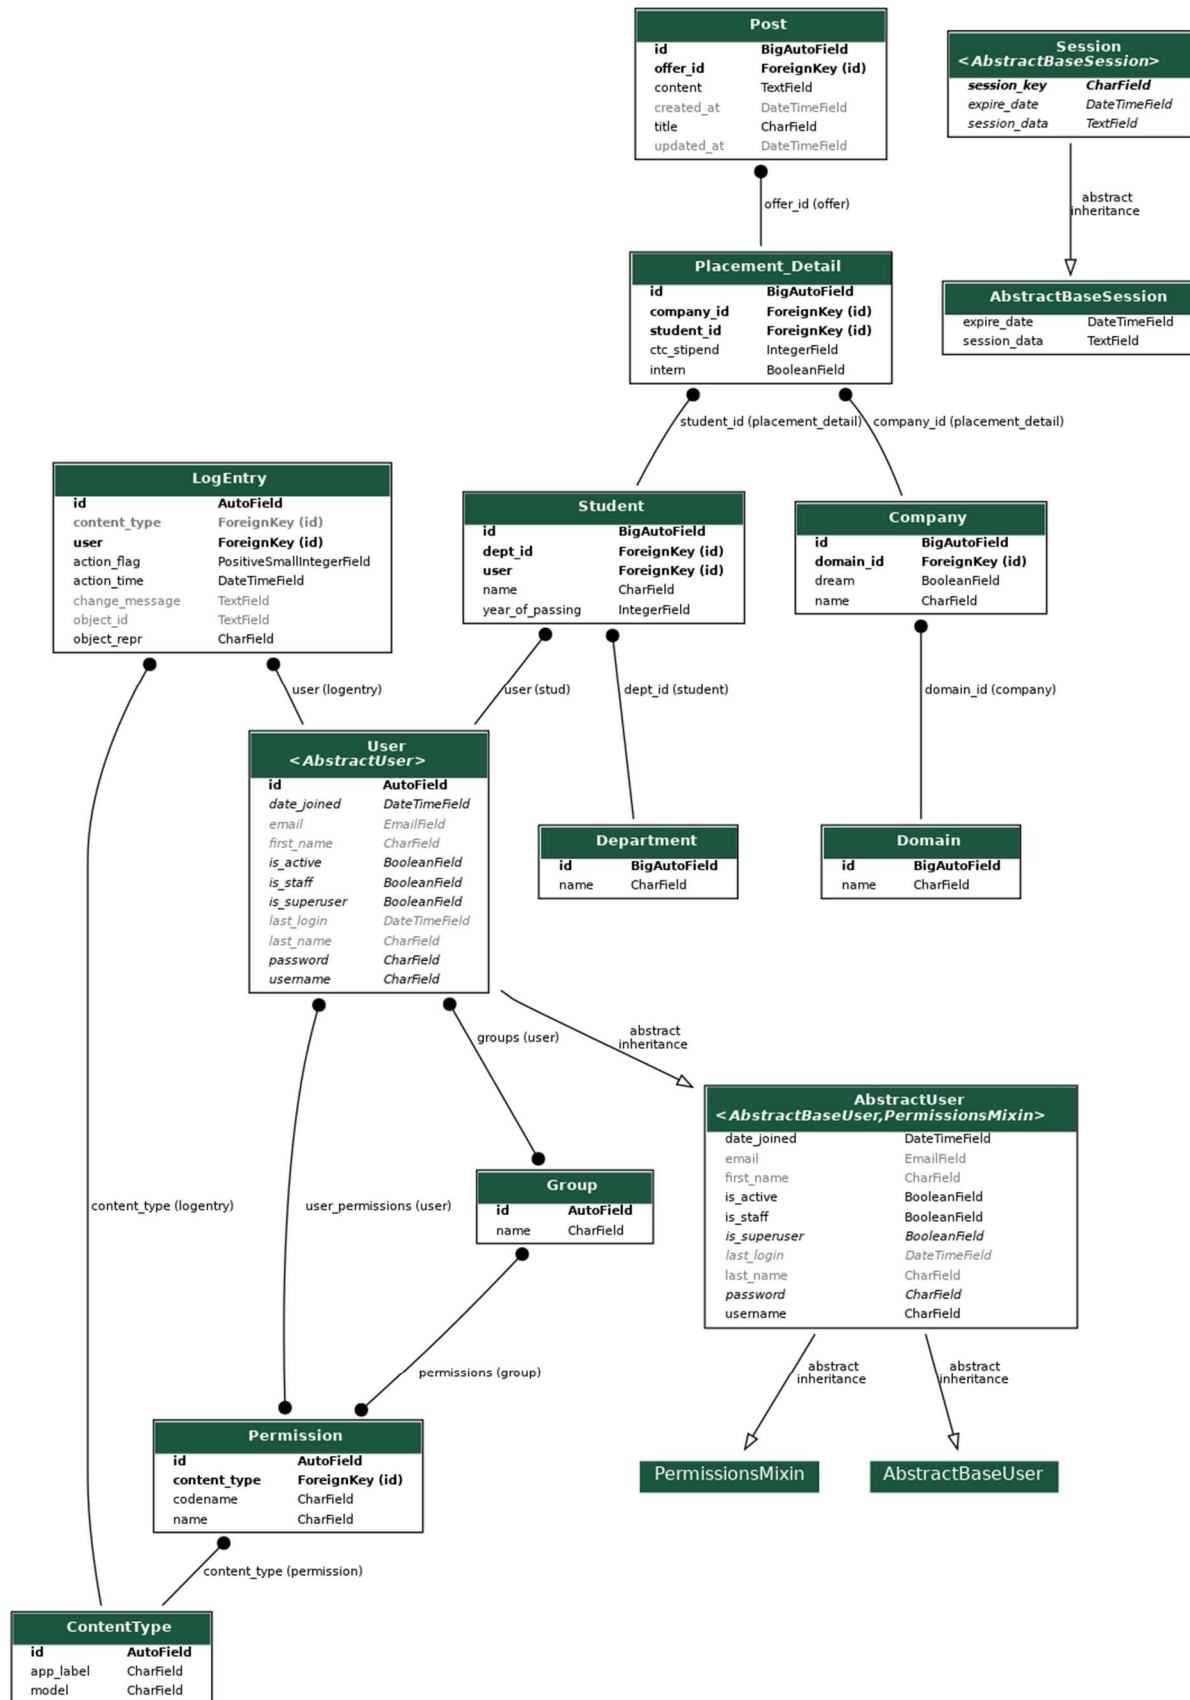 Post
id BigAutoField
offer_id ForeignKey (id)
content TextField
created_at DateTimeField
title CharField
updated_at DateTimeField
Session
<AbstractBaseSession>
session_key CharField
expire_date DateTimeField
session_data TextField
offer_id (offer)
abstract
inheritance
Placement_Detail
id BigAutoField
company_id ForeignKey (id)
student_id ForeignKey (id)
ctc_stipend IntegerField
intern BooleanField
AbstractBaseSession
expire_date DateTimeField
session_data TextField
student_id (placement_detail)
company_id (placement_detail)
LogEntry
id AutoField
content_type ForeignKey (id)
user ForeignKey (id)
action_flag PositiveSmallIntegerField
action_time DateTimeField
change_message TextField
object_id TextField
object_repr CharField
Student
id BigAutoField
dept_id ForeignKey (id)
user ForeignKey (id)
name CharField
year_of_passing IntegerField
Company
id BigAutoField
domain_id ForeignKey (id)
dream BooleanField
name CharField
user (logentry)
user (stud)
dept_id (student)
domain_id (company)
User
<AbstractUser>
id AutoField
date_joined DateTimeField
email EmailField
first_name CharField
is_active BooleanField
is_staff BooleanField
is_superuser BooleanField
last_login DateTimeField
last_name CharField
password CharField
username CharField
Department
id BigAutoField
name CharField
Domain
id BigAutoField
name CharField
groups (user)
abstract
inheritance
AbstractUser
<AbstractBaseUser,PermissionsMixin>
date_joined DateTimeField
email EmailField
first_name CharField
is_active BooleanField
is_staff BooleanField
is_superuser BooleanField
last_login DateTimeField
last_name CharField
password CharField
username CharField
content_type (logentry)
user_permissions (user)
Group
id AutoField
name CharField
permissions (group)
abstract
inheritance
abstract
inheritance
Permission
id AutoField
content_type ForeignKey (id)
codename CharField
name CharField
PermissionsMixin
AbstractBaseUser
content_type (permission)
ContentType
id AutoField
app_label CharField
model CharField